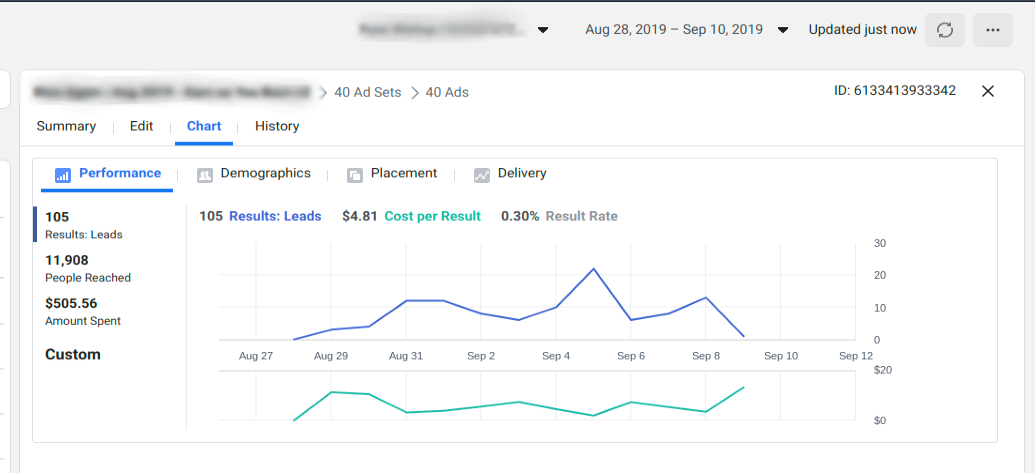 Aug 28, 2019 – Sep 10, 2019 Updated just now
40 Ad Sets 40 Ads ID: 6133413933342
Summary Edit Chart History
Performance Demographics Placement Delivery
105
Results: Leads
11,908
People Reached
$505.56
Amount Spent
Custom
105 Results: Leads $4.81 Cost per Result 0.30% Result Rate
30
20
10
0
Aug 27 Aug 29 Aug 31 Sep 2 Sep 4 Sep 6 Sep 8 Sep 10 Sep 12
$20
$0